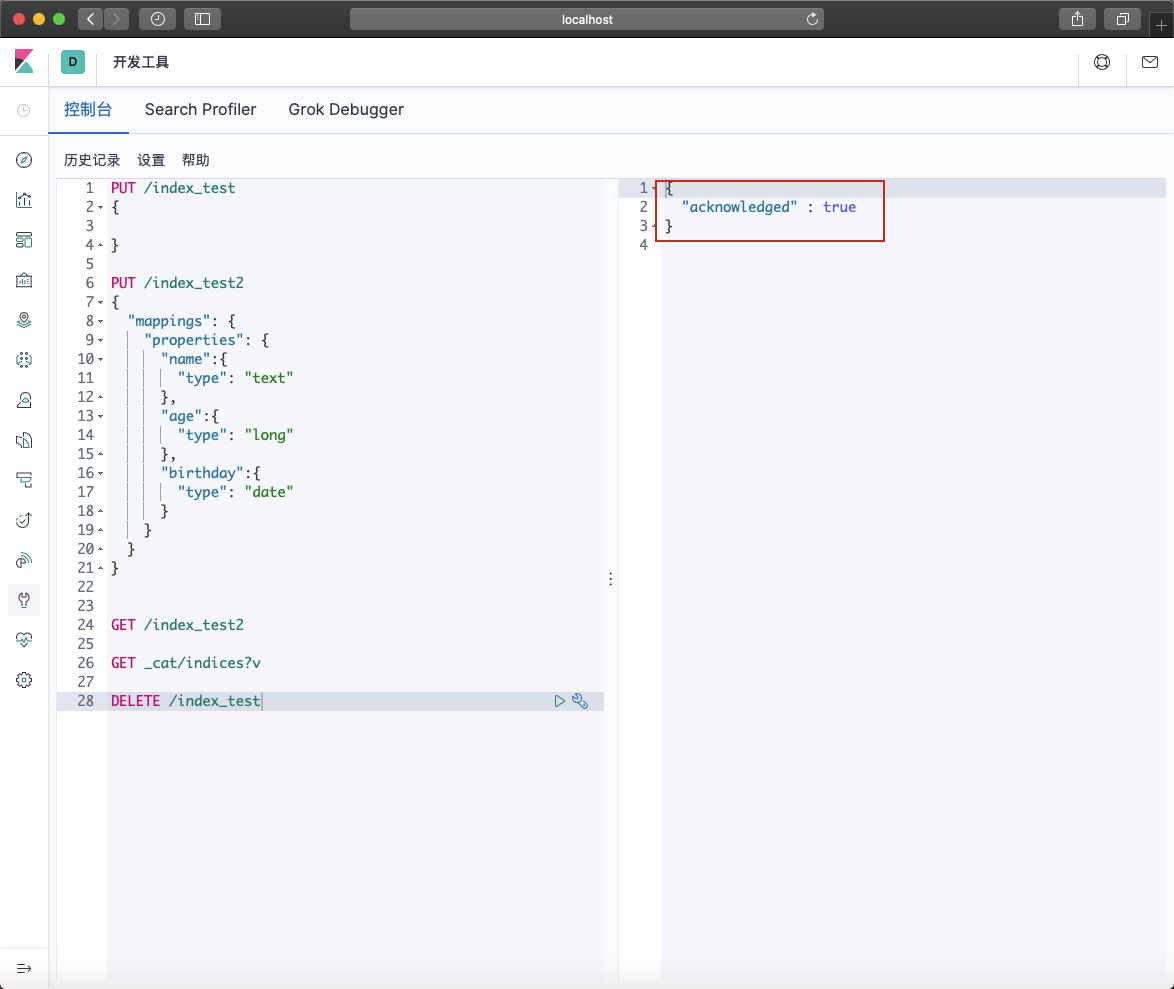 localhost
D
开发工具
控制台 Search Profiler Grok Debugger
历史记录 设置 帮助
1 PUT /index_test
2 {
3
4 }
5
6 PUT /index_test2
7 {
8 "mappings": {
9 "properties": {
10 "name":{
11 "type": "text"
12 },
13 "age":{
14 "type": "long"
15 },
16 "birthday":{
17 "type": "date"
18 }
19 }
20 }
21 }
22
23
24 GET /index_test2
25
26 GET _cat/indices?v
27
28 DELETE /index_test
1 {
2 "acknowledged" : true
3 }
4